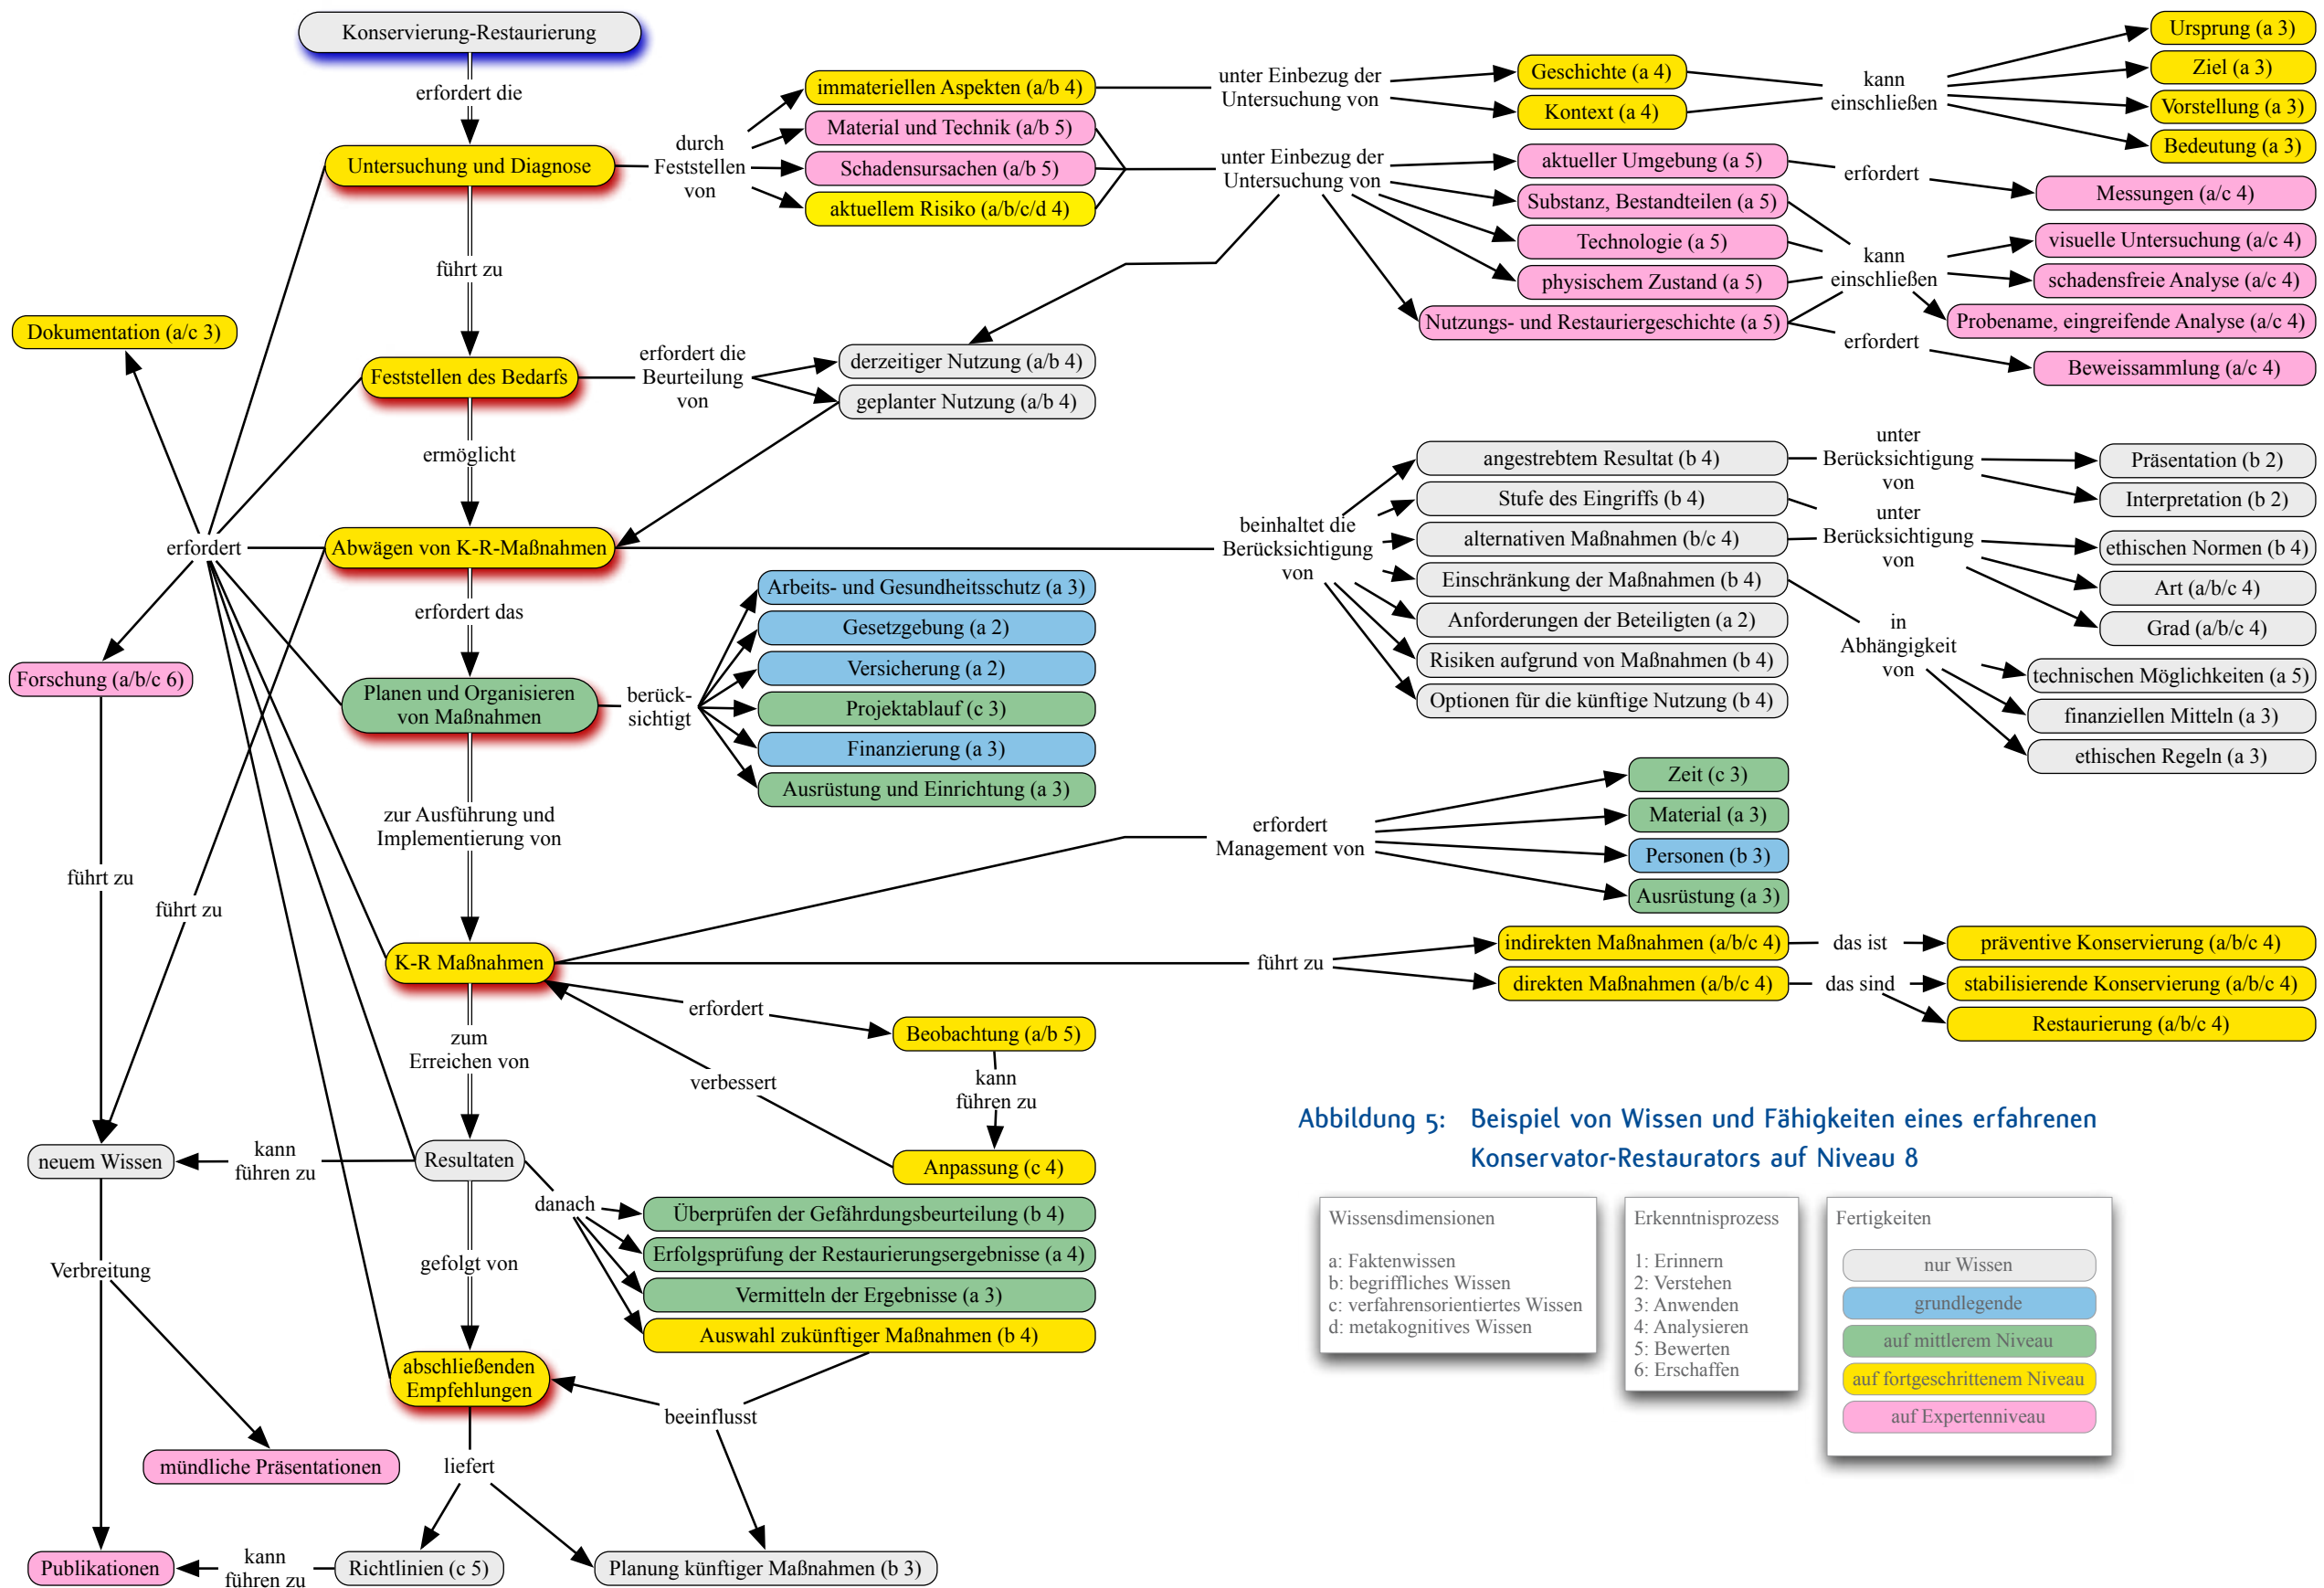 Konservierung-Restaurierung
erfordert die
Untersuchung und Diagnose
durch
Feststellen
von
immateriellen Aspekten (a/b 4)
Material und Technik (a/b 5)
Schadensursachen (a/b 5)
aktuellem Risiko (a/b/c/d 4)
unter Einbezug der
Untersuchung von
Geschichte (a 4)
Kontext (a 4)
kann
einschließen
Ursprung (a 3)
Ziel (a 3)
Vorstellung (a 3)
Bedeutung (a 3)
unter Einbezug der
Untersuchung von
aktueller Umgebung (a 5)
Substanz, Bestandteilen (a 5)
Technologie (a 5)
physischem Zustand (a 5)
Nutzungs- und Restauriergeschichte (a 5)
erfordert
Messungen (a/c 4)
kann
einschließen
visuelle Untersuchung (a/c 4)
schadensfreie Analyse (a/c 4)
Probename, eingreifende Analyse (a/c 4)
erfordert
Beweissammlung (a/c 4)
führt zu
Dokumentation (a/c 3)
Feststellen des Bedarfs
erfordert die
Beurteilung
von
derzeitiger Nutzung (a/b 4)
geplanter Nutzung (a/b 4)
ermöglicht
erfordert
Abwägen von K-R-Maßnahmen
beinhaltet die
Berücksichtigung
von
angestrebtem Resultat (b 4)
Stufe des Eingriffs (b 4)
alternativen Maßnahmen (b/c 4)
Einschränkung der Maßnahmen (b 4)
Anforderungen der Beteiligten (a 2)
Risiken aufgrund von Maßnahmen (b 4)
Optionen für die künftige Nutzung (b 4)
unter
Berücksichtigung
von
Präsentation (b 2)
Interpretation (b 2)
unter
Berücksichtigung
von
ethischen Normen (b 4)
Art (a/b/c 4)
Grad (a/b/c 4)
in
Abhängigkeit
von
technischen Möglichkeiten (a 5)
finanziellen Mitteln (a 3)
ethischen Regeln (a 3)
erfordert das
Forschung (a/b/c 6)
Planen und Organisieren
von Maßnahmen
berück-
sichtigt
Arbeits- und Gesundheitsschutz (a 3)
Gesetzgebung (a 2)
Versicherung (a 2)
Projektablauf (c 3)
Finanzierung (a 3)
Ausrüstung und Einrichtung (a 3)
zur Ausführung und
Implementierung von
führt zu
führt zu
erfordert
Management von
Zeit (c 3)
Material (a 3)
Personen (b 3)
Ausrüstung (a 3)
K-R Maßnahmen
führt zu
indirekten Maßnahmen (a/b/c 4)
direkten Maßnahmen (a/b/c 4)
das ist
präventive Konservierung (a/b/c 4)
das sind
stabilisierende Konservierung (a/b/c 4)
Restaurierung (a/b/c 4)
erfordert
Beobachtung (a/b 5)
kann
führen zu
verbessert
Anpassung (c 4)
zum
Erreichen von
neuem Wissen
kann
führen zu
Resultaten
danach
Überprüfen der Gefährdungsbeurteilung (b 4)
Erfolgsprüfung der Restaurierungsergebnisse (a 4)
Vermitteln der Ergebnisse (a 3)
Auswahl zukünftiger Maßnahmen (b 4)
gefolgt von
Verbreitung
abschließenden
Empfehlungen
beeinflusst
mündliche Präsentationen
liefert
Publikationen
kann
führen zu
Richtlinien (c 5)
Planung künftiger Maßnahmen (b 3)
Abbildung 5: Beispiel von Wissen und Fähigkeiten eines erfahrenen
Konservator-Restaurators auf Niveau 8
Wissensdimensionen
a: Faktenwissen
b: begriffliches Wissen
c: verfahrensorientiertes Wissen
d: metakognitives Wissen
Erkenntnisprozess
1: Erinnern
2: Verstehen
3: Anwenden
4: Analysieren
5: Bewerten
6: Erschaffen
Fertigkeiten
nur Wissen
grundlegende
auf mittlerem Niveau
auf fortgeschrittenem Niveau
auf Expertenniveau